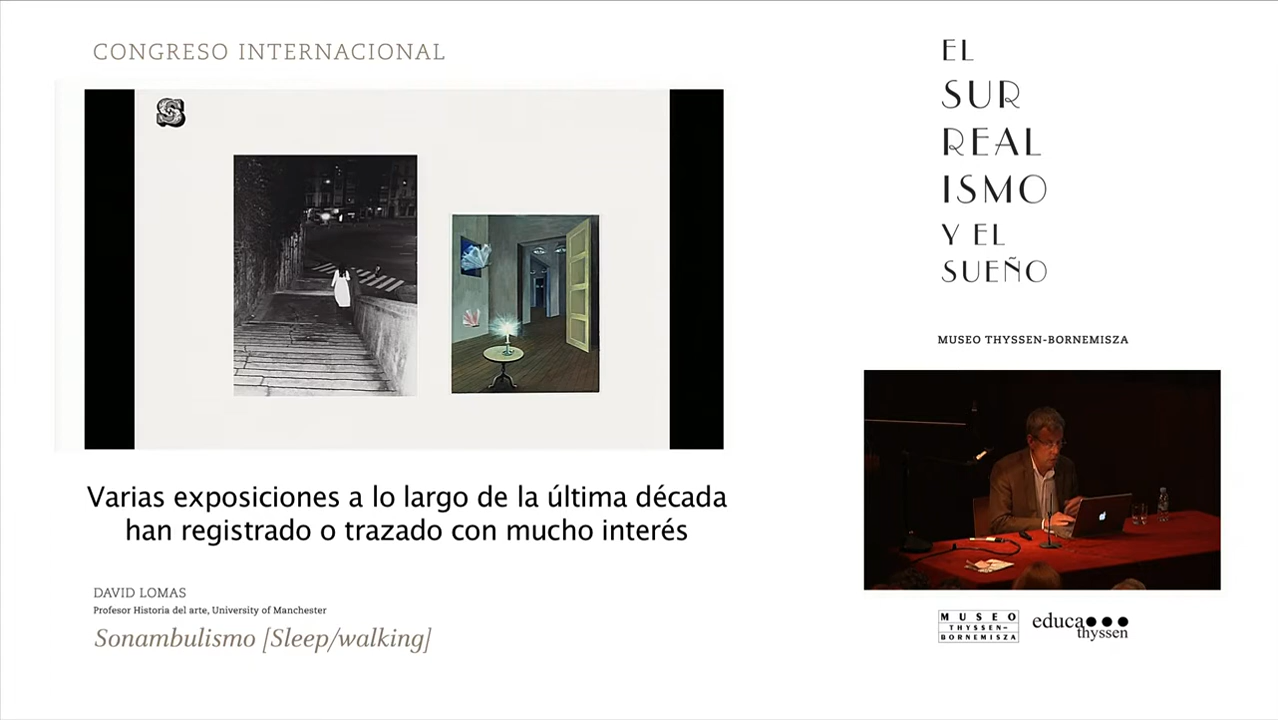 CONGRESO INTERNACIONAL
S
Varias exposiciones a lo largo de la última década
han registrado o trazado con mucho interés
DAVID LOMAS
Profesor Historia del arte, University of Manchester
Sonambulismo [Sleep/walking]
EL
SUR
REAL
ISMO
Y EL
SUEÑO
MUSEO THYSSEN-BORNEMISZA
MUSEO
THYSSEN-
BORNEMISZA
educa
thyssen